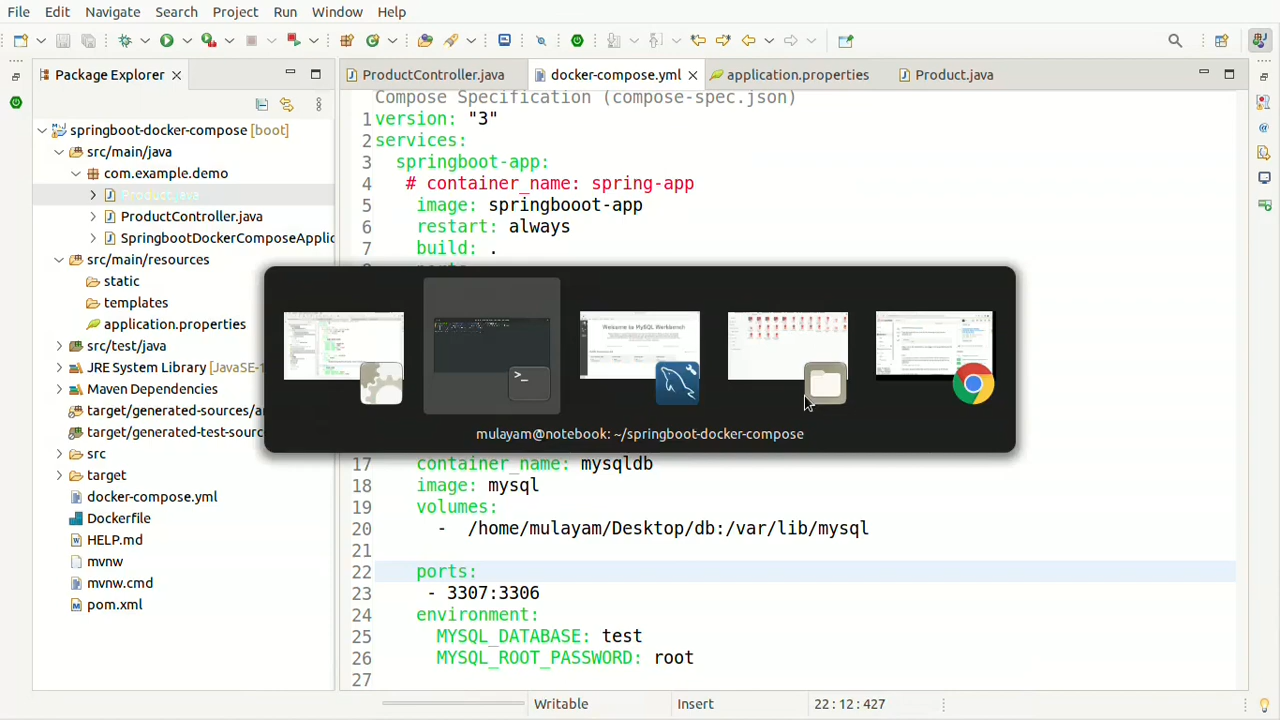 File Edit Navigate Search Project Run Window Help
Package Explorer
ProductController.java docker-compose.yml application.properties Product.java
springboot-docker-compose [boot]
src/main/java
com.example.demo
Product.java
ProductController.java
SpringbootDockerComposeApplic
src/main/resources
static
templates
application.properties
src/test/java
JRE System Library [JavaSE-1
Maven Dependencies
target/generated-sources/an
target/generated-test-sourc
src
target
docker-compose.yml
Dockerfile
HELP.md
mvnw
mvnw.cmd
pom.xml
Compose Specification (compose-spec.json)
1 version: "3"
2 services:
3 springboot-app:
4 # container_name: spring-app
5 image: springbooot-app
6 restart: always
7 build: .
Welcome to MySQL Workbench
mulayam@notebook: ~/springboot-docker-compose
17 container_name: mysqldb
18 image: mysql
19 volumes:
20 - /home/mulayam/Desktop/db:/var/lib/mysql
21
22 ports:
23 - 3307:3306
24 environment:
25 MYSQL_DATABASE: test
26 MYSQL_ROOT_PASSWORD: root
27
Writable Insert 22:12:427